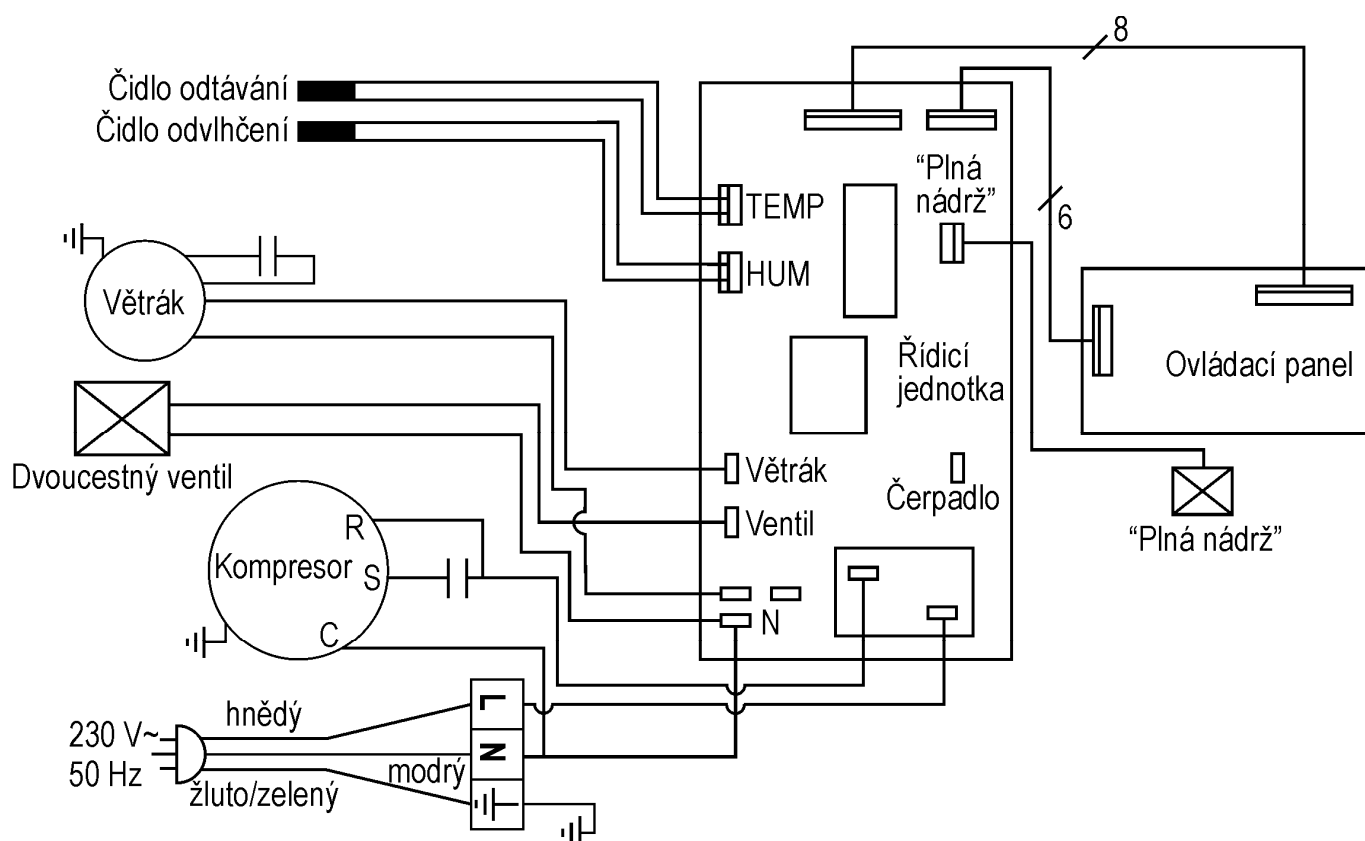 8
Čidlo odtávání
Čidlo odvlhčení
“Plná
nádrž”
TEMP
6
HUM
Větrák
Řídicí
jednotka
Ovládací panel
Dvoucestný ventil
Větrák
Čerpadlo
Ventil
“Plná nádrž”
R
Kompresor
S
N
C
L
hnědý
230 V~
N
50 Hz
modrý
žluto/zelený